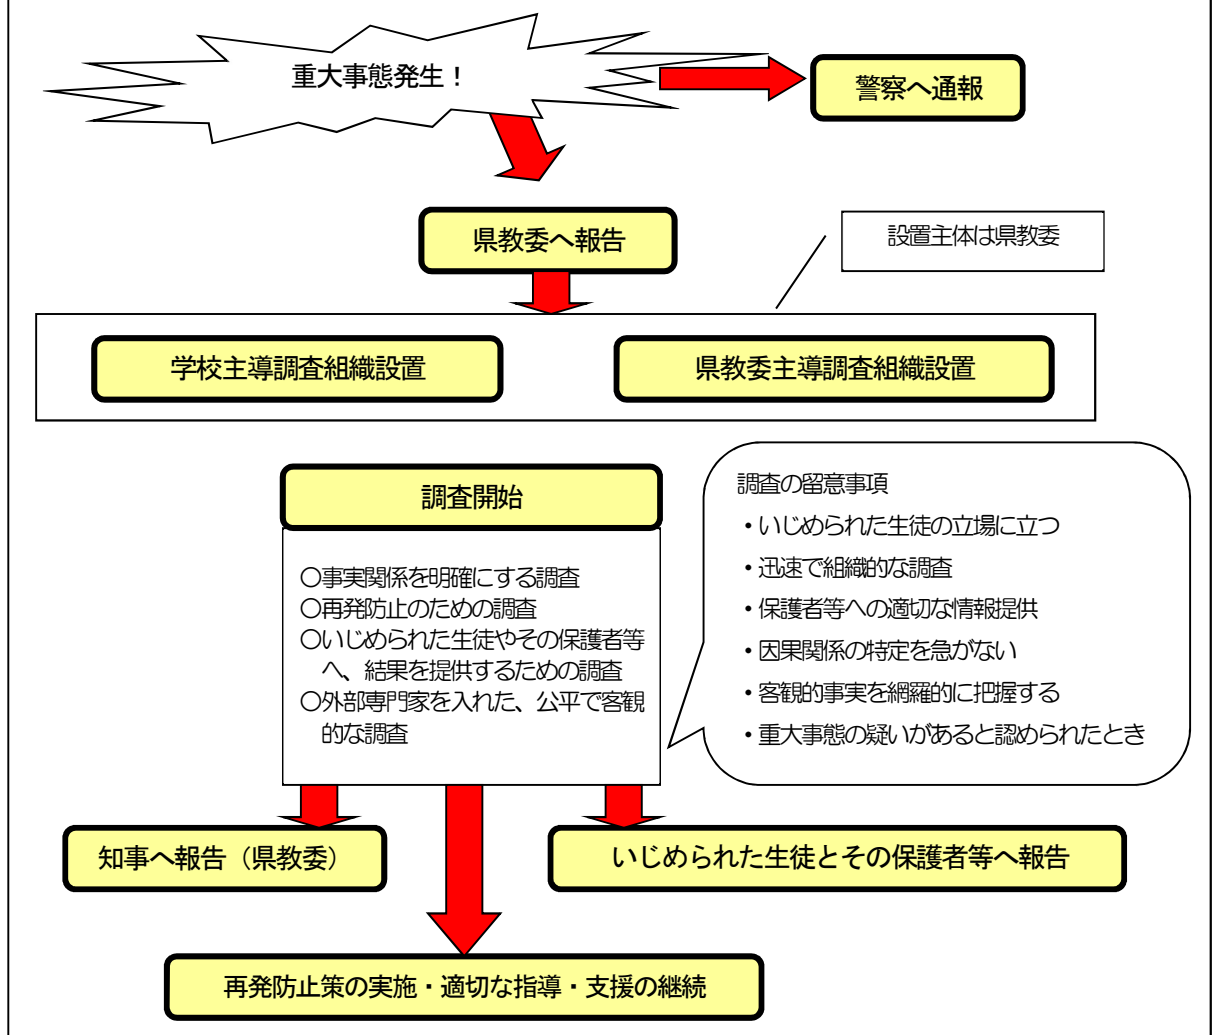 重大事態発生！
警察へ通報
県教委へ報告
設置主体は県教委
学校主導調査組織設置
県教委主導調査組織設置
調査開始
○事実関係を明確にする調査
○再発防止のための調査
○いじめられた生徒やその保護者等
へ、結果を提供するための調査
○外部専門家を入れた、公平で客観
的な調査
調査の留意事項
・いじめられた生徒の立場に立つ
・迅速で組織的な調査
・保護者等への適切な情報提供
・因果関係の特定を急がない
・客観的事実を網羅的に把握する
・重大事態の疑いがあると認められたとき
知事へ報告（県教委）
いじめられた生徒とその保護者等へ報告
再発防止策の実施・適切な指導・支援の継続